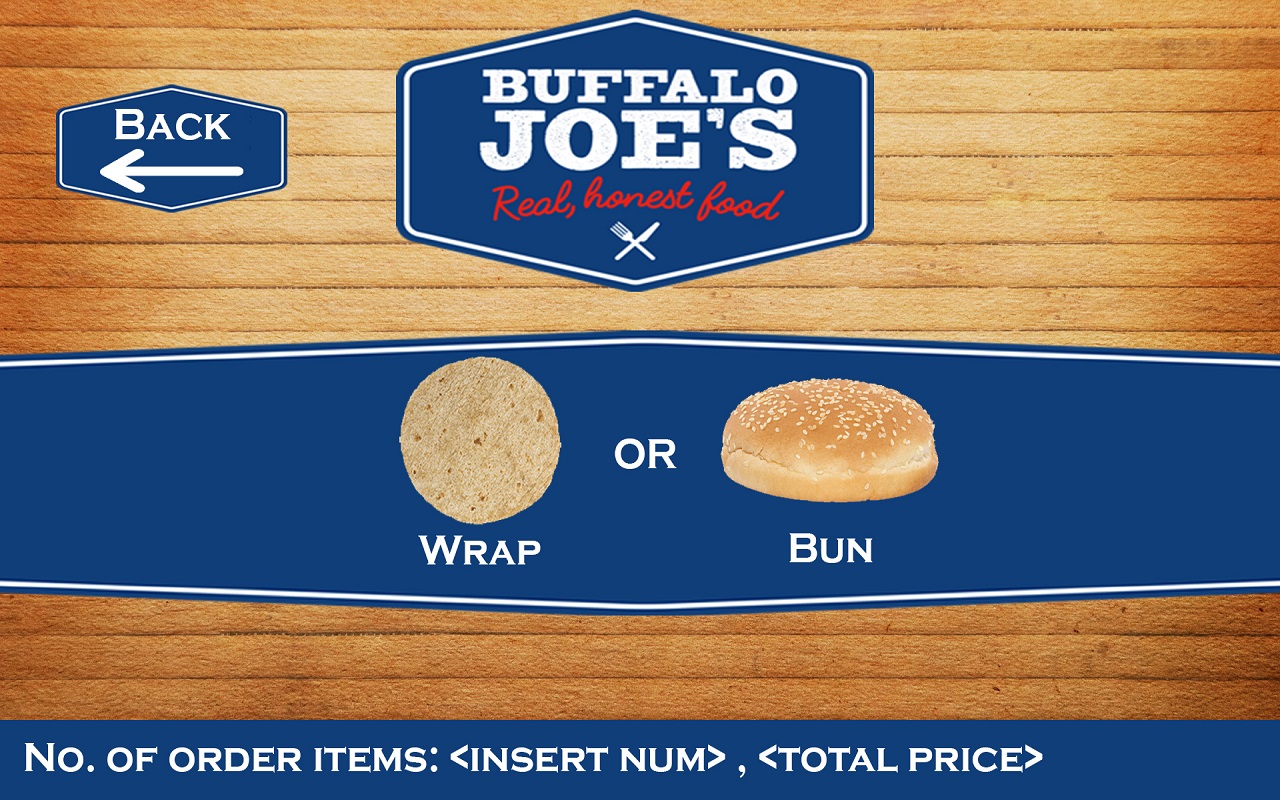 BUFFALO
JOE'S
Real, honest food
BACK
OR
WRAP
BUN
NO. OF ORDER ITEMS: <INSERT NUM> , <TOTAL PRICE>